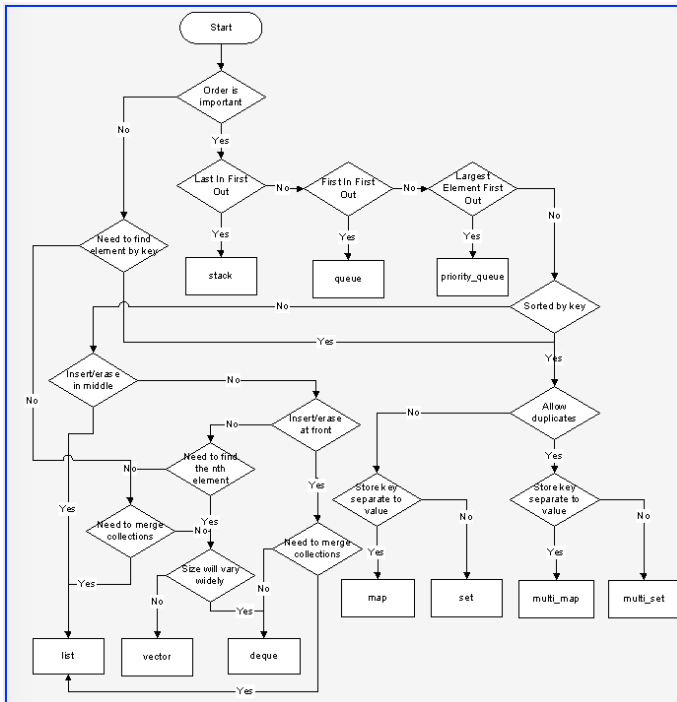 Start
Order is
important
No
Yes
Last In First
Out
No
First In First
Out
No
Largest
Element First
Out
No
Need to find
element by key
Yes
Yes
Yes
stack
queue
priority_queue
No
Sorted by key
Yes
Yes
Insert/erase
in middle
No
No
Insert/erase
at front
No
No
Allow
duplicates
Need to find
the nth
element
No
Yes
Yes
Store key
separate to
value
Store key
separate to
value
Yes
Need to merge
collections
No
Yes
Need to merge
collections
No
No
Yes
Yes
Size will vary
widely
No
Yes
No
Yes
map
set
multi_map
multi_set
list
vector
deque
Yes